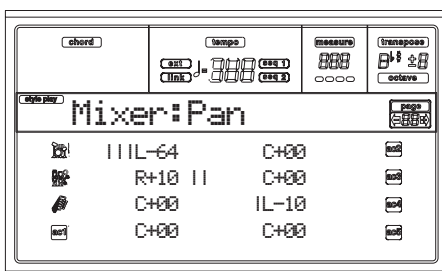 chord tempo measure transpose
ext seq 1
link seq 2
octave
style play Mixer:Pan page
IIIL-64 C+00 ac2
R+10 II C+00 ac3
C+00 IL-10 ac4
ac1 C+00 C+00 ac5